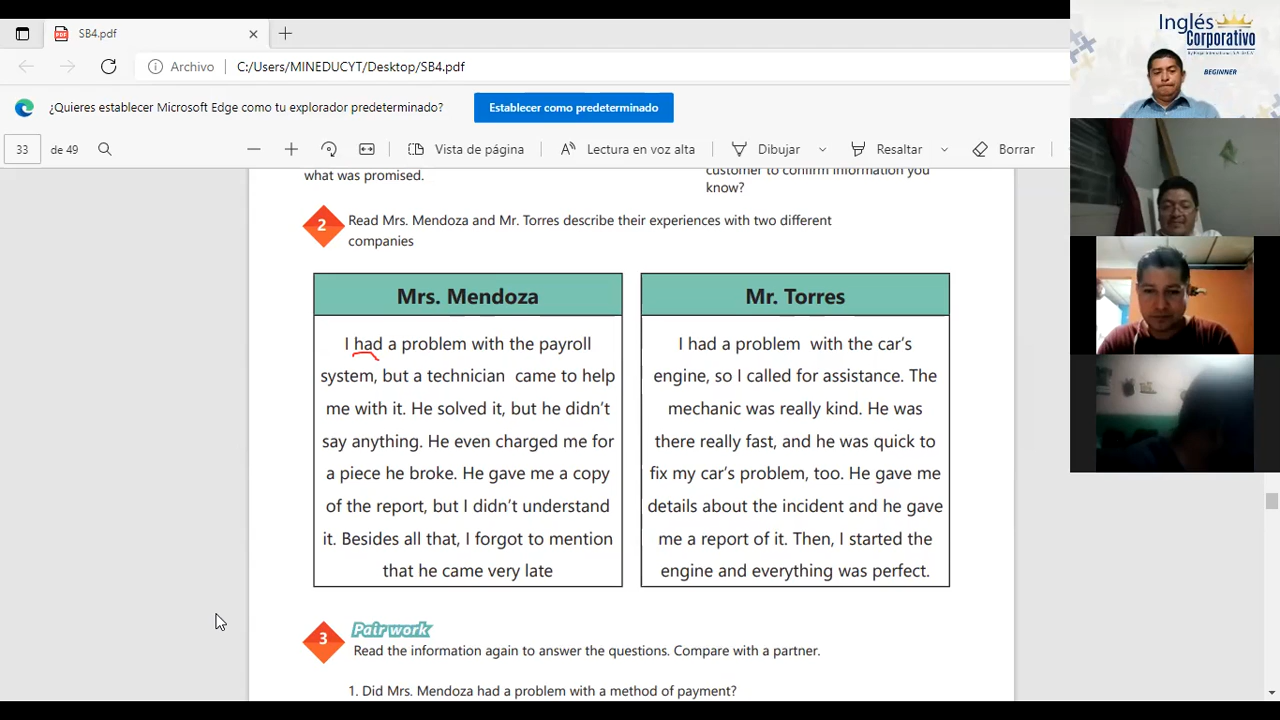 SB4.pdf
Archivo
C:/Users/MINEDUCYT/Desktop/SB4.pdf
¿Quieres establecer Microsoft Edge como tu explorador predeterminado?
Establecer como predeterminado
33
de 49
Vista de página
Lectura en voz alta
Dibujar
Resaltar
Borrar
what was promised.
customer to confirm information you
know?
2
Read Mrs. Mendoza and Mr. Torres describe their experiences with two different
companies
Mrs. Mendoza
I had a problem with the payroll
system, but a technician came to help
me with it. He solved it, but he didn't
say anything. He even charged me for
a piece he broke. He gave me a copy
of the report, but I didn't understand
it. Besides all that, I forgot to mention
that he came very late
Mr. Torres
I had a problem with the car's
engine, so I called for assistance. The
mechanic was really kind. He was
there really fast, and he was quick to
fix my car's problem, too. He gave me
details about the incident and he gave
me a report of it. Then, I started the
engine and everything was perfect.
3
Pair work
Read the information again to answer the questions. Compare with a partner.
1. Did Mrs. Mendoza had a problem with a method of payment?
Inglés
Corporativo
BEGINNER